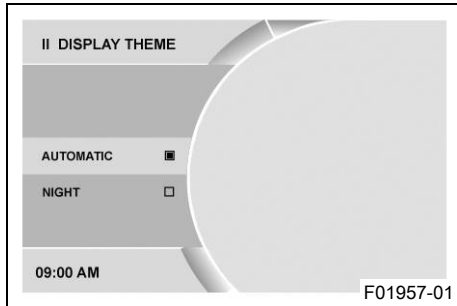 II DISPLAY THEME
AUTOMATIC
NIGHT
09:00 AM
F01957-01